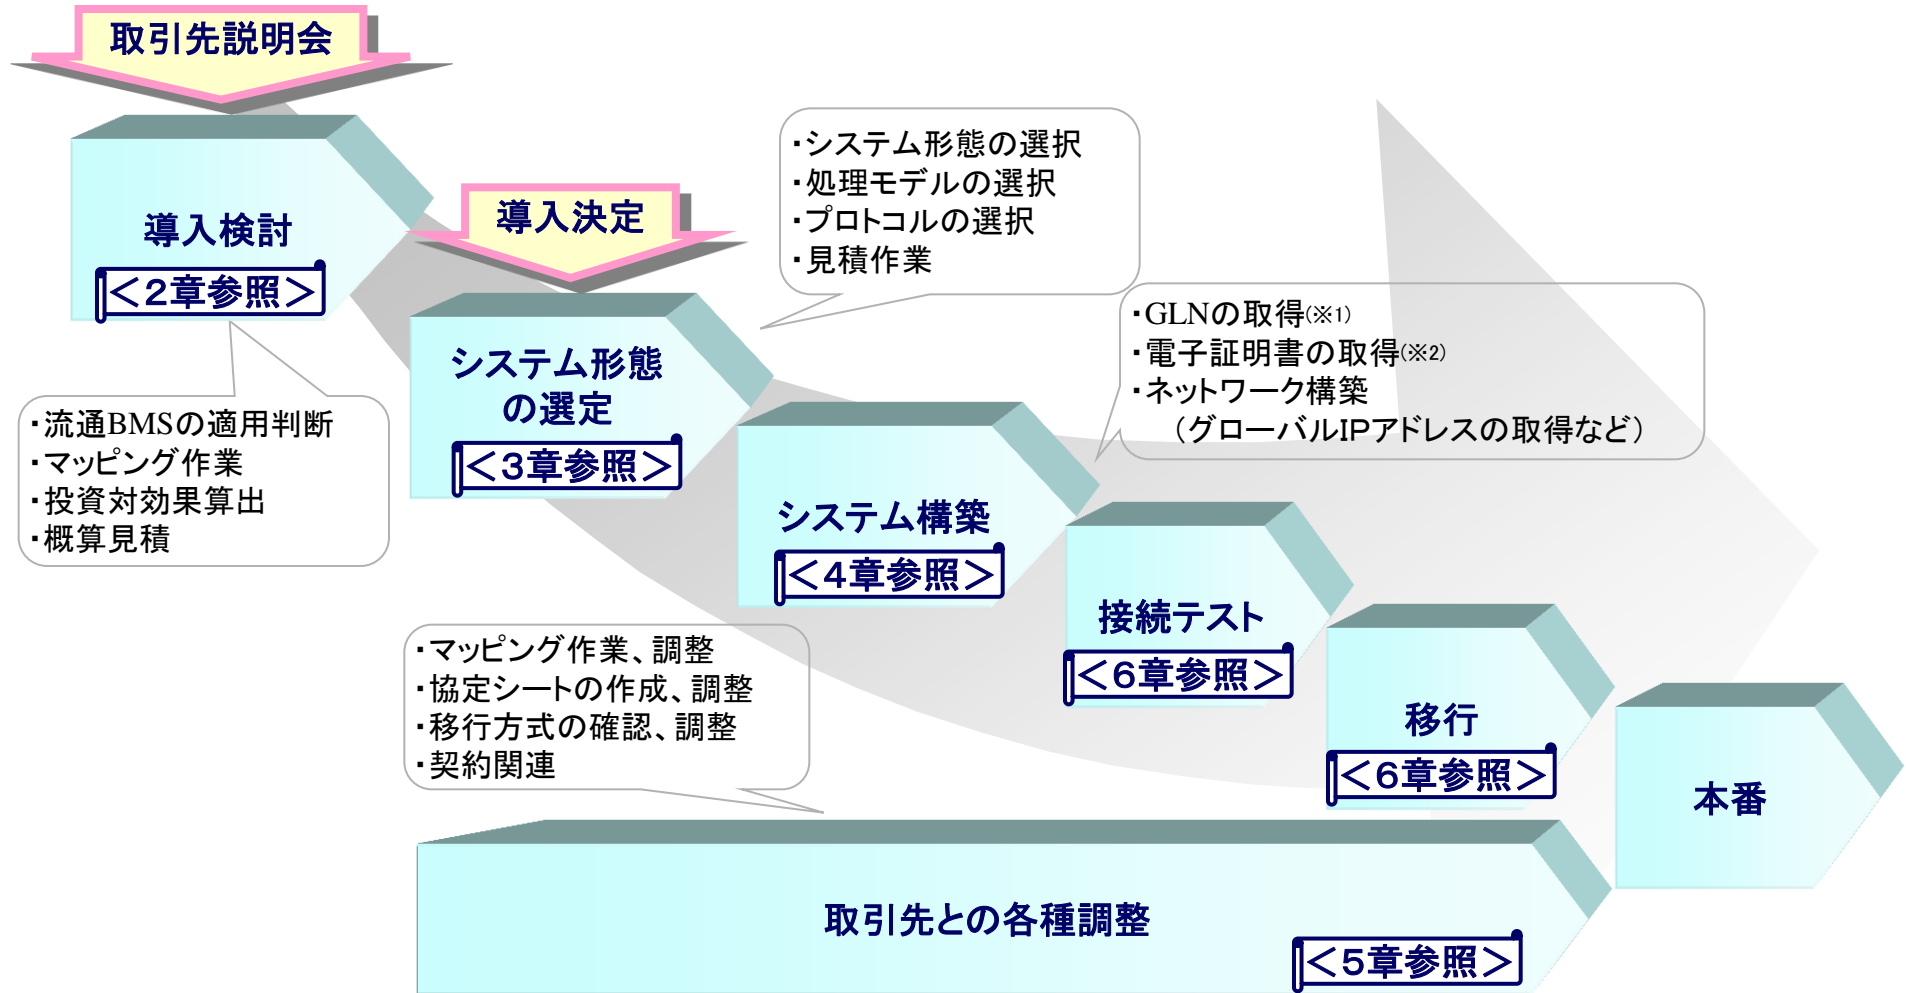 取引先説明会
導入検討
＜２章参照＞
・流通BMSの適用判断
・マッピング作業
・投資対効果算出
・概算見積
導入決定
システム形態
の選定
＜３章参照＞
・システム形態の選択
・処理モデルの選択
・プロトコルの選択
・見積作業
システム構築
＜４章参照＞
・GLNの取得(※1)
・電子証明書の取得(※2)
・ネットワーク構築
（グローバルIPアドレスの取得など）
接続テスト
＜６章参照＞
移行
＜６章参照＞
本番
・マッピング作業、調整
・協定シートの作成、調整
・移行方式の確認、調整
・契約関連
取引先との各種調整
＜５章参照＞